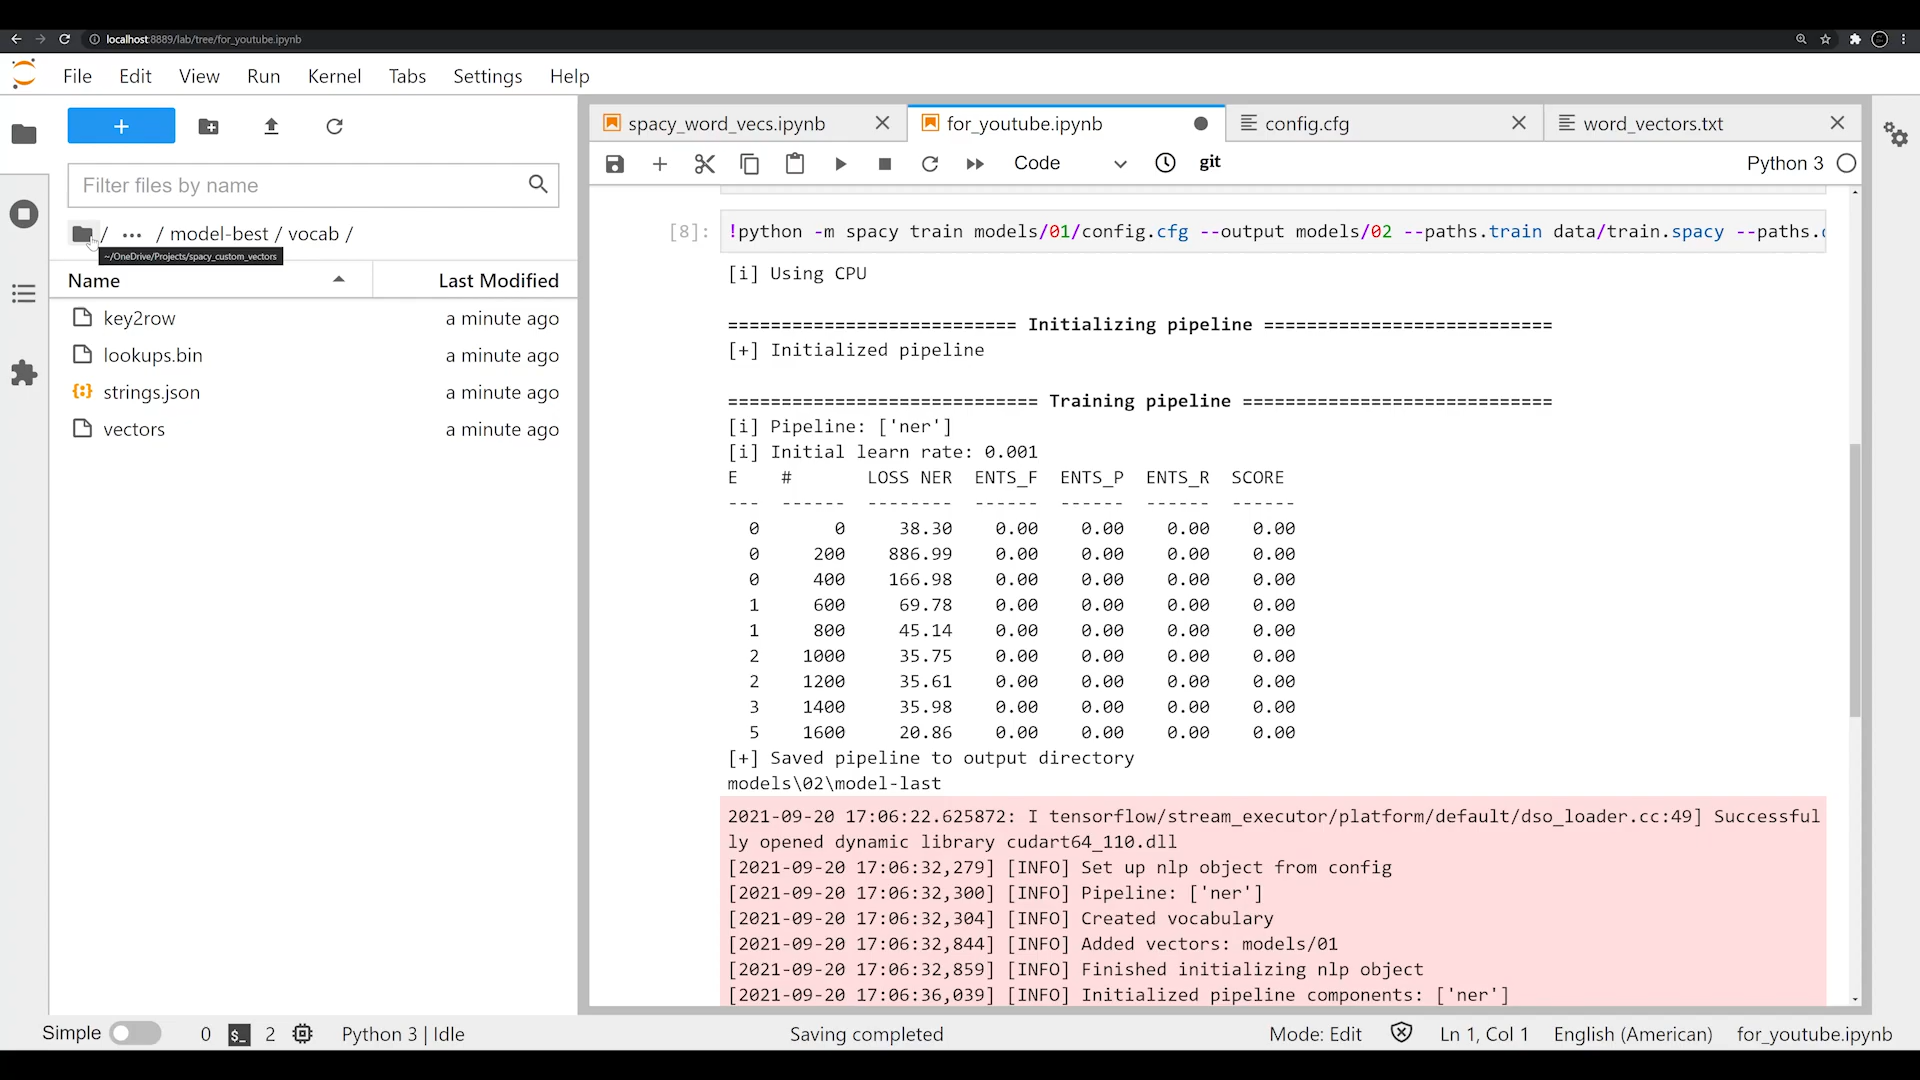 localhost:8889/lab/tree/for_youtube.ipynb
File Edit View Run Kernel Tabs Settings Help
+
Filter files by name
/ ... / model-best / vocab /
~/OneDrive/Projects/spacy_custom_vectors
Name Last Modified
key2row a minute ago
lookups.bin a minute ago
strings.json a minute ago
vectors a minute ago
spacy_word_vecs.ipynb for_youtube.ipynb config.cfg word_vectors.txt
Code git Python 3
[8]: !python -m spacy train models/01/config.cfg --output models/02 --paths.train data/train.spacy --paths.
[i] Using CPU
=========================== Initializing pipeline ===========================
[+] Initialized pipeline
============================= Training pipeline =============================
[i] Pipeline: ['ner']
[i] Initial learn rate: 0.001
E # LOSS NER ENTS_F ENTS_P ENTS_R SCORE
--- ------ -------- ------ ------ ------ ------
0 0 38.30 0.00 0.00 0.00 0.00
0 200 886.99 0.00 0.00 0.00 0.00
0 400 166.98 0.00 0.00 0.00 0.00
1 600 69.78 0.00 0.00 0.00 0.00
1 800 45.14 0.00 0.00 0.00 0.00
2 1000 35.75 0.00 0.00 0.00 0.00
2 1200 35.61 0.00 0.00 0.00 0.00
3 1400 35.98 0.00 0.00 0.00 0.00
5 1600 20.86 0.00 0.00 0.00 0.00
[+] Saved pipeline to output directory
models\02\model-last
2021-09-20 17:06:22.625872: I tensorflow/stream_executor/platform/default/dso_loader.cc:49] Successful
ly opened dynamic library cudart64_110.dll
[2021-09-20 17:06:32,279] [INFO] Set up nlp object from config
[2021-09-20 17:06:32,300] [INFO] Pipeline: ['ner']
[2021-09-20 17:06:32,304] [INFO] Created vocabulary
[2021-09-20 17:06:32,844] [INFO] Added vectors: models/01
[2021-09-20 17:06:32,859] [INFO] Finished initializing nlp object
[2021-09-20 17:06:36,039] [INFO] Initialized pipeline components: ['ner']
Simple 0 $_ 2 Python 3 | Idle Saving completed Mode: Edit Ln 1, Col 1 English (American) for_youtube.ipynb